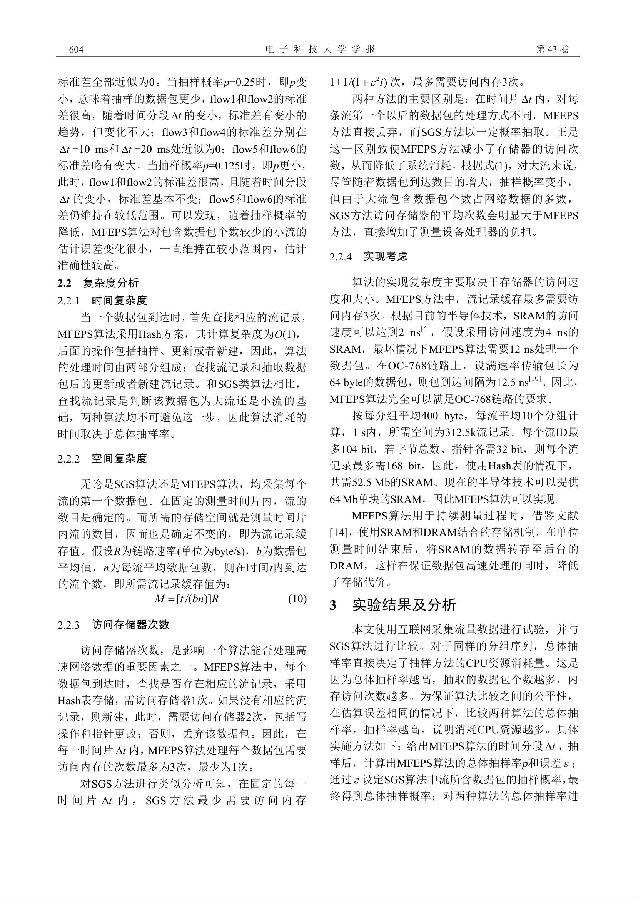 604
电 子 科 技 大 学 学 报
第 43 卷
标准差全部近似为0；当抽样概率p=0.25时，即p变
小，意味着抽样的数据包更少，flow1和flow2的标准
差很高，随着时间分段Δt的变小，标准差有变小的
趋势，但变化不大；flow3和flow4的标准差分别在
Δt=10 ms和Δt=20 ms处近似为0；flow5和flow6的
标准差略有变大。当抽样概率p=0.125时，即p更小，
此时，flow1和flow2的标准差很高，且随着时间分段
Δt的变小，标准差基本不变；flow5和flow6的标准
差仍维持在较低范围。可以发现，随着抽样概率的
降低，MFEPS算法对包含数据包个数较少的小流的
估计误差变化很小，一直维持在较小范围内，估计
准确性较高。
2.2 复杂度分析
2.2.1 时间复杂度
当一个数据包到达时，首先查找相应的流记录，
MFEPS算法采用Hash方案，其计算复杂度为O(1)，
后面的操作包括抽样、更新或者新建，因此，算法
的处理时间由两部分组成：查找流记录和抽取数据
包后的更新或者新建流记录。和SGS类算法相比，
查找流记录是判断该数据包为大流还是小流的基
础，两种算法均不可避免这一步，因此算法消耗的
时间取决于总体抽样率。
2.2.2 空间复杂度
无论是SGS算法还是MFEPS算法，均采集每个
流的第一个数据包。在固定的测量时间片内，流的
数目是确定的。而所需的存储空间就是测量时间片
内流的数目，因而也是确定不变的，即为流记录缓
存值。假设R为链路速率(单位为byte/s)，b为数据包
平均值，n为每流平均数据包数，则在时间t内到达
的流个数，即所需流记录缓存值为：
M = [t/(bn)]R (10)
2.2.3 访问存储器次数
访问存储器次数，是影响一个算法能否处理高
速网络数据的重要因素之一。MFEPS算法中，每个
数据包到达时，查找是否存在相应的流记录，采用
Hash表存储，需访问存储器1次。如果没有相应的流
记录，则新建，此时，需要访问存储器2次，包括写
操作和指针更改；否则，丢弃该数据包。因此，在
每一时间片Δt内，MFEPS算法处理每个数据包需要
访问内存的次数最多为3次，最少为1次。
对SGS方法进行类似分析可知，在固定的每一
时间片Δt内，SGS方法最少需要访问内存
1+1/(1+ε²i)次，最多需要访问内存3次。
两种方法的主要区别是：在时间片Δt内，对每
条流第一个以后的数据包的处理方式不同，MFEPS
方法直接丢弃，而SGS方法以一定概率抽取。正是
这一区别致使MFEPS方法减小了存储器的访问次
数，从而降低了系统消耗。根据式(1)，对大流来说，
尽管随着数据包到达数目的增大，抽样概率变小，
但由于大流包含数据包个数占网络数据的多数，
SGS方法访问存储器的平均次数会明显大于MFEPS
方法，直接增加了测量设备处理器的负担。
2.2.4 实现考虑
算法的实现复杂度主要取决于存储器的访问速
度和大小。MFEPS方法中，流记录缓存最多需要访
问内存3次。根据目前的半导体技术，SRAM的访问
速度可以达到2 ns ，假设采用访问速度为4 ns的
SRAM，最坏情况下MFEPS算法需要12 ns处理一个
数据包。在OC-768链路上，设满速率传输包长为
64 byte的数据包，则包到达间隔为12.5 ns ，因此，
MFEPS算法完全可以满足OC-768链路的要求。
按每分组平均400 byte，每流平均10个分组计
算，1 s内，所需空间为312.5k流记录。每个流ID最
多104 bit，若字节总数、指针各需32 bit，则每个流
记录最多需168 bit，因此，使用Hash表的情况下，
共需52.5 Mb的SRAM。现在的半导体技术可以提供
64 Mb单块的SRAM，因此MFEPS算法可以实现。
MFEPS算法用于持续测量过程时，借鉴文献
[14]，使用SRAM和DRAM结合的存储机制，在单位
测量时间结束后，将SRAM的数据转存至后台的
DRAM，这样在保证数据包高速处理的同时，降低
了存储代价。
3 实验结果及分析
本文使用互联网采集流量数据进行试验，并与
SGS算法进行比较。对于同样的分组序列，总体抽
样率直接决定了抽样方法的CPU资源消耗量。这是
因为总体抽样率越高，抽取的数据包个数越多，内
存访问次数越多。为保证算法比较之间的公平性，
在估算误差相同的情况下，比较两种算法的总体抽
样率，抽样率越高，说明消耗CPU资源越多。具体
实施方法如下：给出MFEPS算法的时间分段Δt，抽
样后，计算出MFEPS算法的总体抽样率p和误差ε；
通过ε设定SGS算法中流所含数据包的抽样概率，最
终得到总体抽样概率；对两种算法的总体抽样率进